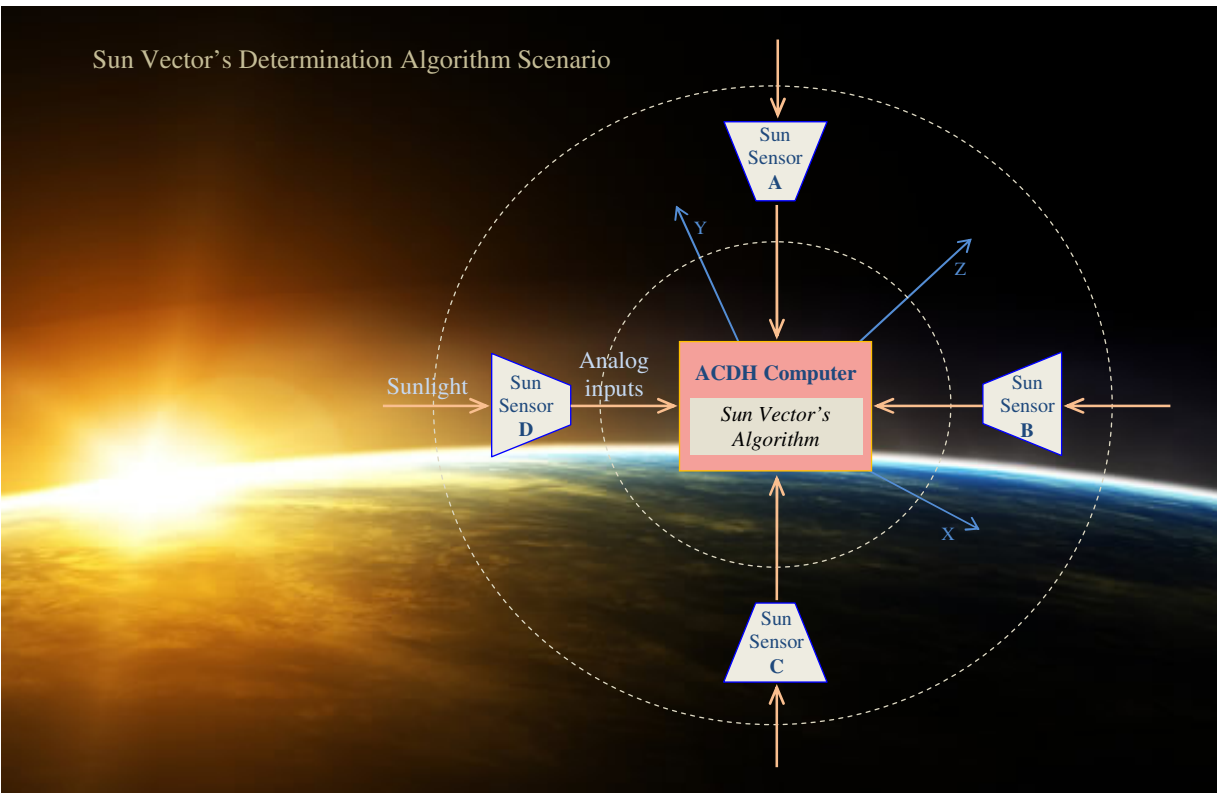 Sun Vector's Determination Algorithm Scenario
Sun
Sensor
A
Y
Z
Analog
inputs
Sunlight
Sun
Sensor
D
ACDH Computer
Sun Vector's
Algorithm
Sun
Sensor
B
X
Sun
Sensor
C